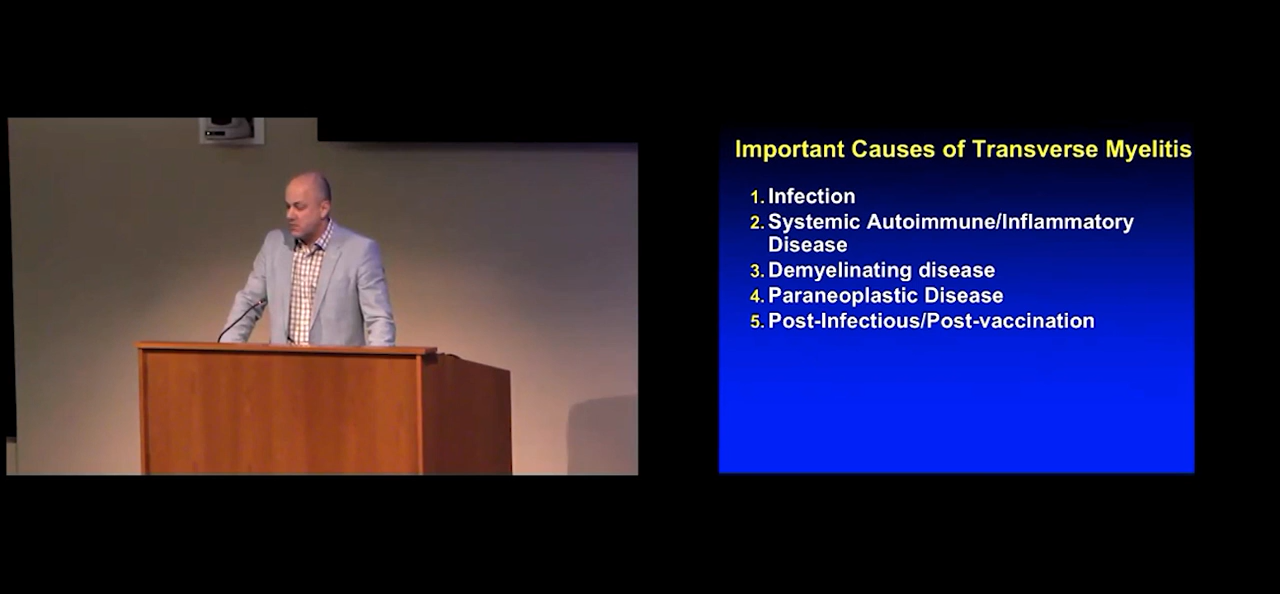 Important Causes of Transverse Myelitis
1. Infection
2. Systemic Autoimmune/Inflammatory
Disease
3. Demyelinating disease
4. Paraneoplastic Disease
5. Post-Infectious/Post-vaccination